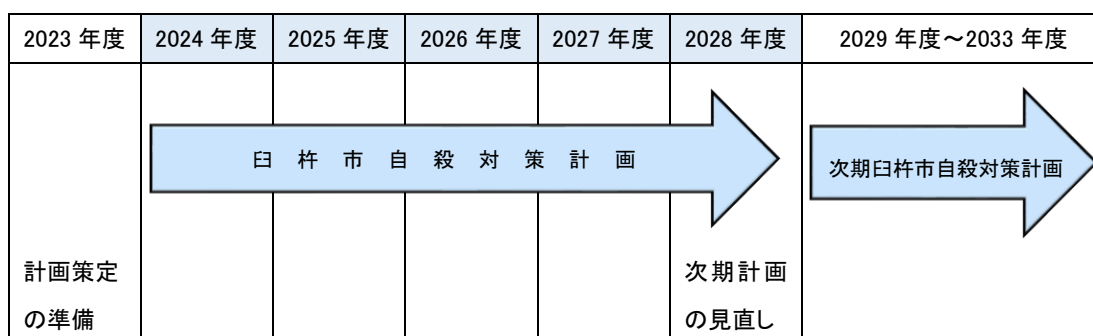 2023 年度 2024 年度 2025 年度 2026 年度 2027 年度 2028 年度 2029 年度～2033 年度
臼杵市自殺対策計画
次期臼杵市自殺対策計画
計画策定
の準備
次期計画
の見直し